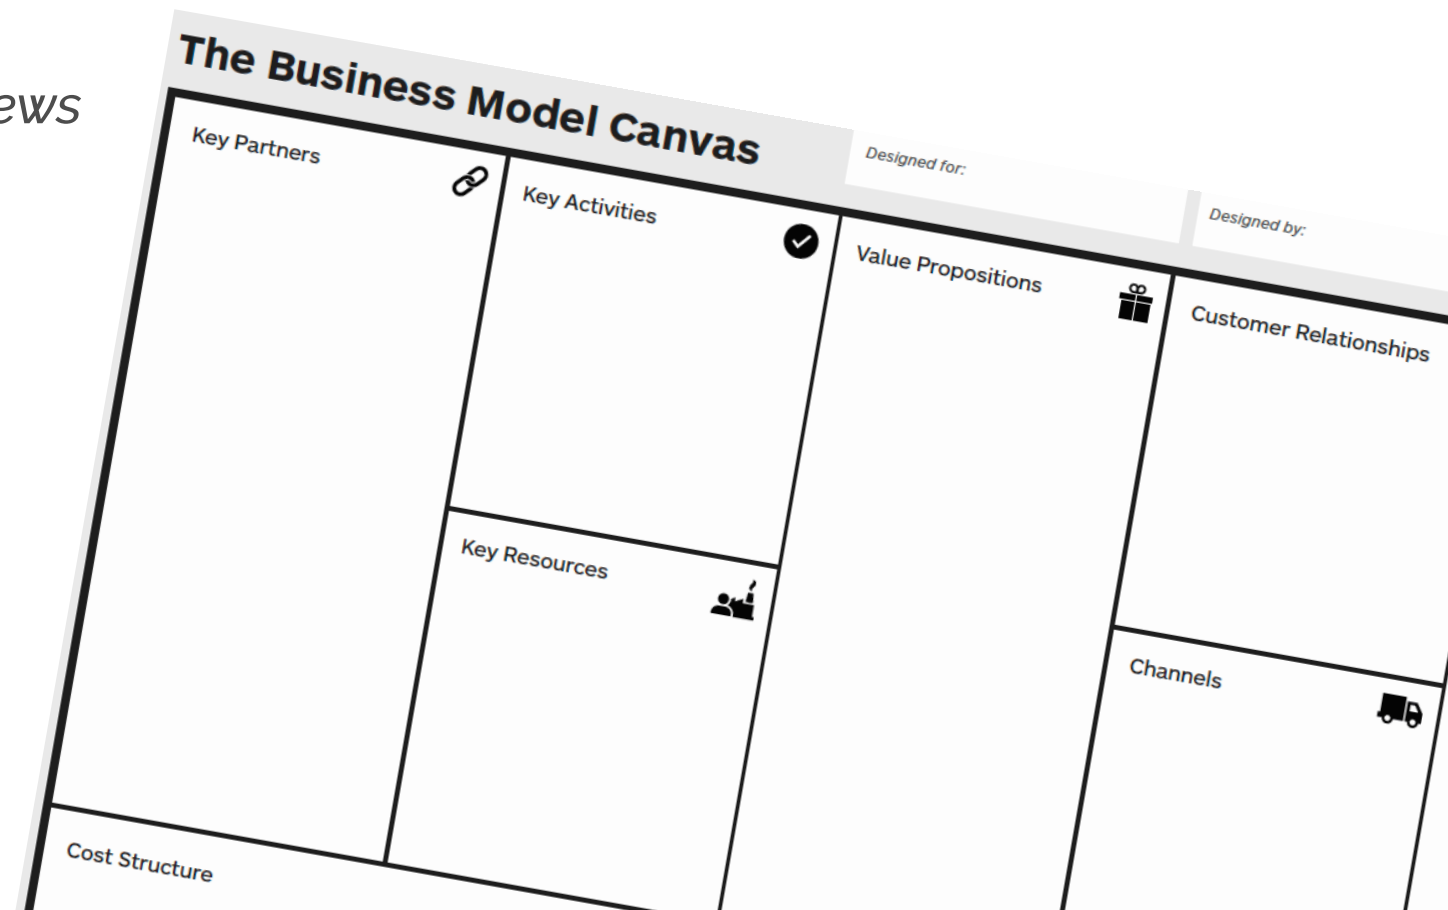 The Business Model Canvas
Designed for:
Designed by:
Key Partners
Key Activities
Value Propositions
Customer Relationships
Key Resources
Channels
Cost Structure